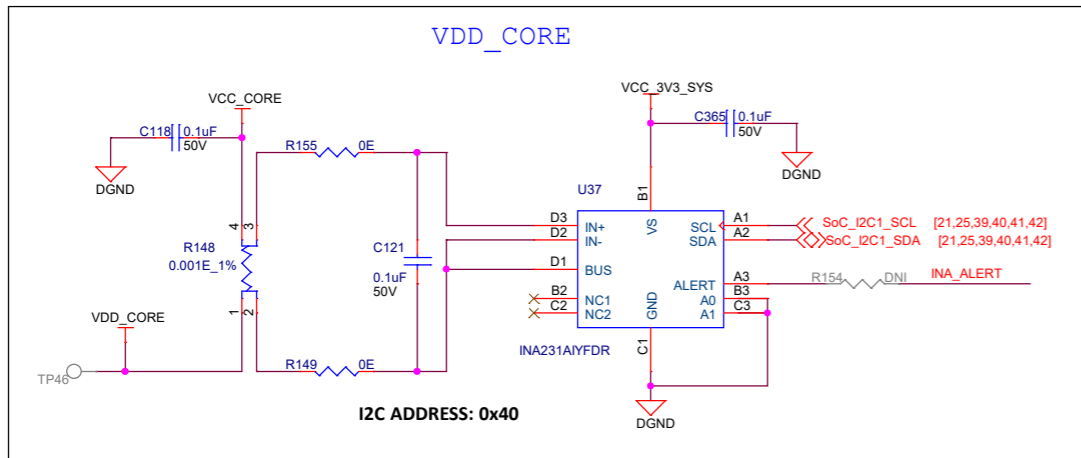 VDD_CORE
VCC_CORE
VCC_3V3_SYS
C118 0.1uF
50V
C365 0.1uF
50V
DGND
DGND
R155 0E
U37
B1
4 3
D3 IN+
D2 IN-
D1 BUS
B2 NC1
C2 NC2
VS
GND
C1
SCL A1
SDA A2
ALERT A3
A0 B3
A1 C3
SoC_I2C1_SCL [21,25,39,40,41,42]
SoC_I2C1_SDA [21,25,39,40,41,42]
R154 DNI INA_ALERT
R148
0.001E_1%
C121
0.1uF
50V
1 2
VDD_CORE
INA231AIYFDR
TP46
R149 0E
I2C ADDRESS: 0x40
DGND